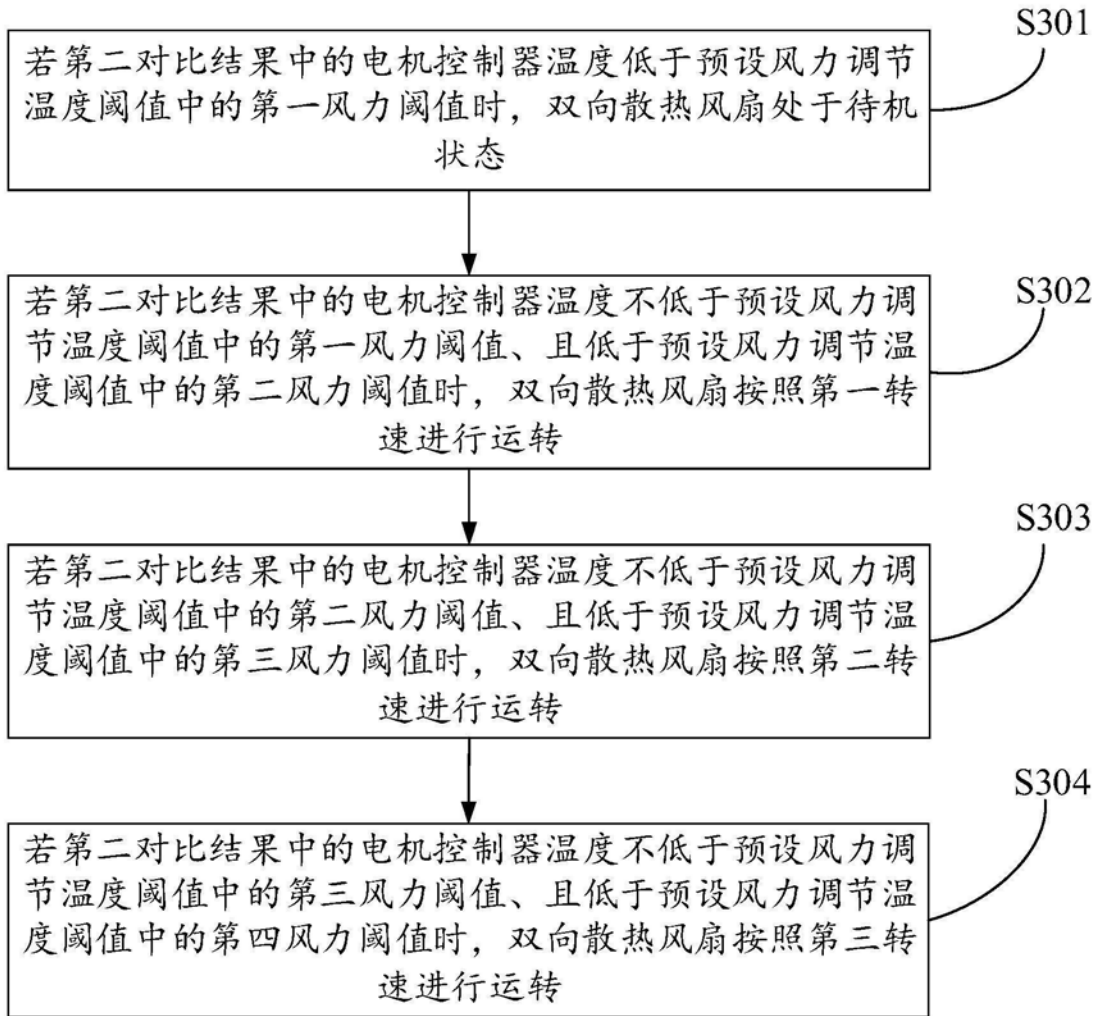 S301
若第二对比结果中的电机控制器温度低于预设风力调节
温度阈值中的第一风力阈值时，双向散热风扇处于待机
状态
S302
若第二对比结果中的电机控制器温度不低于预设风力调
节温度阈值中的第一风力阈值、且低于预设风力调节温
度阈值中的第二风力阈值时，双向散热风扇按照第一转
速进行运转
S303
若第二对比结果中的电机控制器温度不低于预设风力调
节温度阈值中的第二风力阈值、且低于预设风力调节温
度阈值中的第三风力阈值时，双向散热风扇按照第二转
速进行运转
S304
若第二对比结果中的电机控制器温度不低于预设风力调
节温度阈值中的第三风力阈值、且低于预设风力调节温
度阈值中的第四风力阈值时，双向散热风扇按照第三转
速进行运转